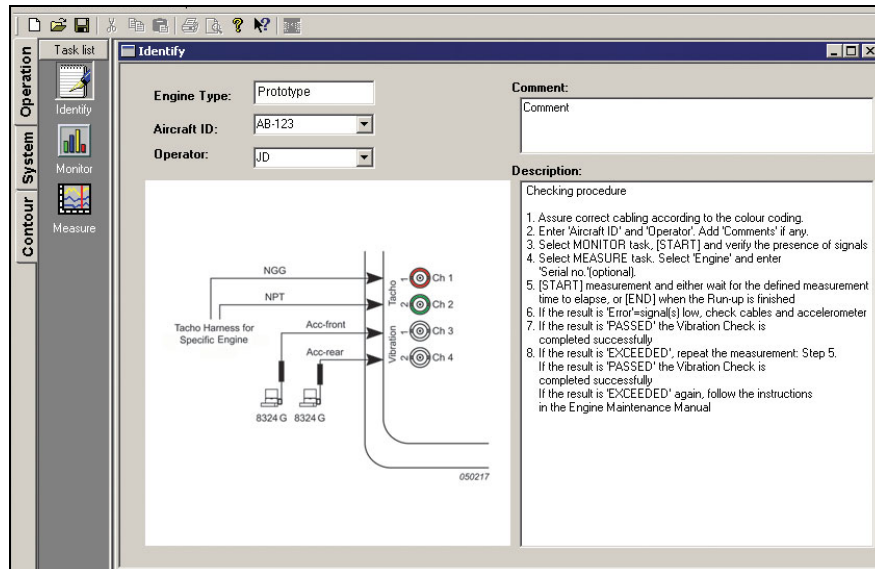 Task list
Identify
Operation
System
Contour
Identify
Monitor
Measure
Engine Type:
Prototype
Aircraft ID:
AB-123
Operator:
JD
Comment:
Comment
Description:
Checking procedure
1. Assure correct cabling according to the colour coding.
2. Enter 'Aircraft ID' and 'Operator'. Add 'Comments' if any.
3. Select MONITOR task, [START] and verify the presence of signals
4. Select MEASURE task. Select 'Engine' and enter
'Serial no.'(optional).
5. [START] measurement and either wait for the defined measurement
time to elapse, or [END] when the Run-up is finished
6. If the result is 'Error'=signal(s) low, check cables and accelerometer
7. If the result is 'PASSED' the Vibration Check is
completed successfully
8. If the result is 'EXCEEDED', repeat the measurement: Step 5.
If the result is 'PASSED' the Vibration Check is
completed successfully
If the result is 'EXCEEDED' again, follow the instructions
in the Engine Maintenance Manual
NGG
1
Ch 1
NPT
2
Ch 2
Tacho
Tacho Harness for
Specific Engine
Acc-front
1
Ch 3
Acc-rear
2
Ch 4
Vibration
8324 G
8324 G
050217